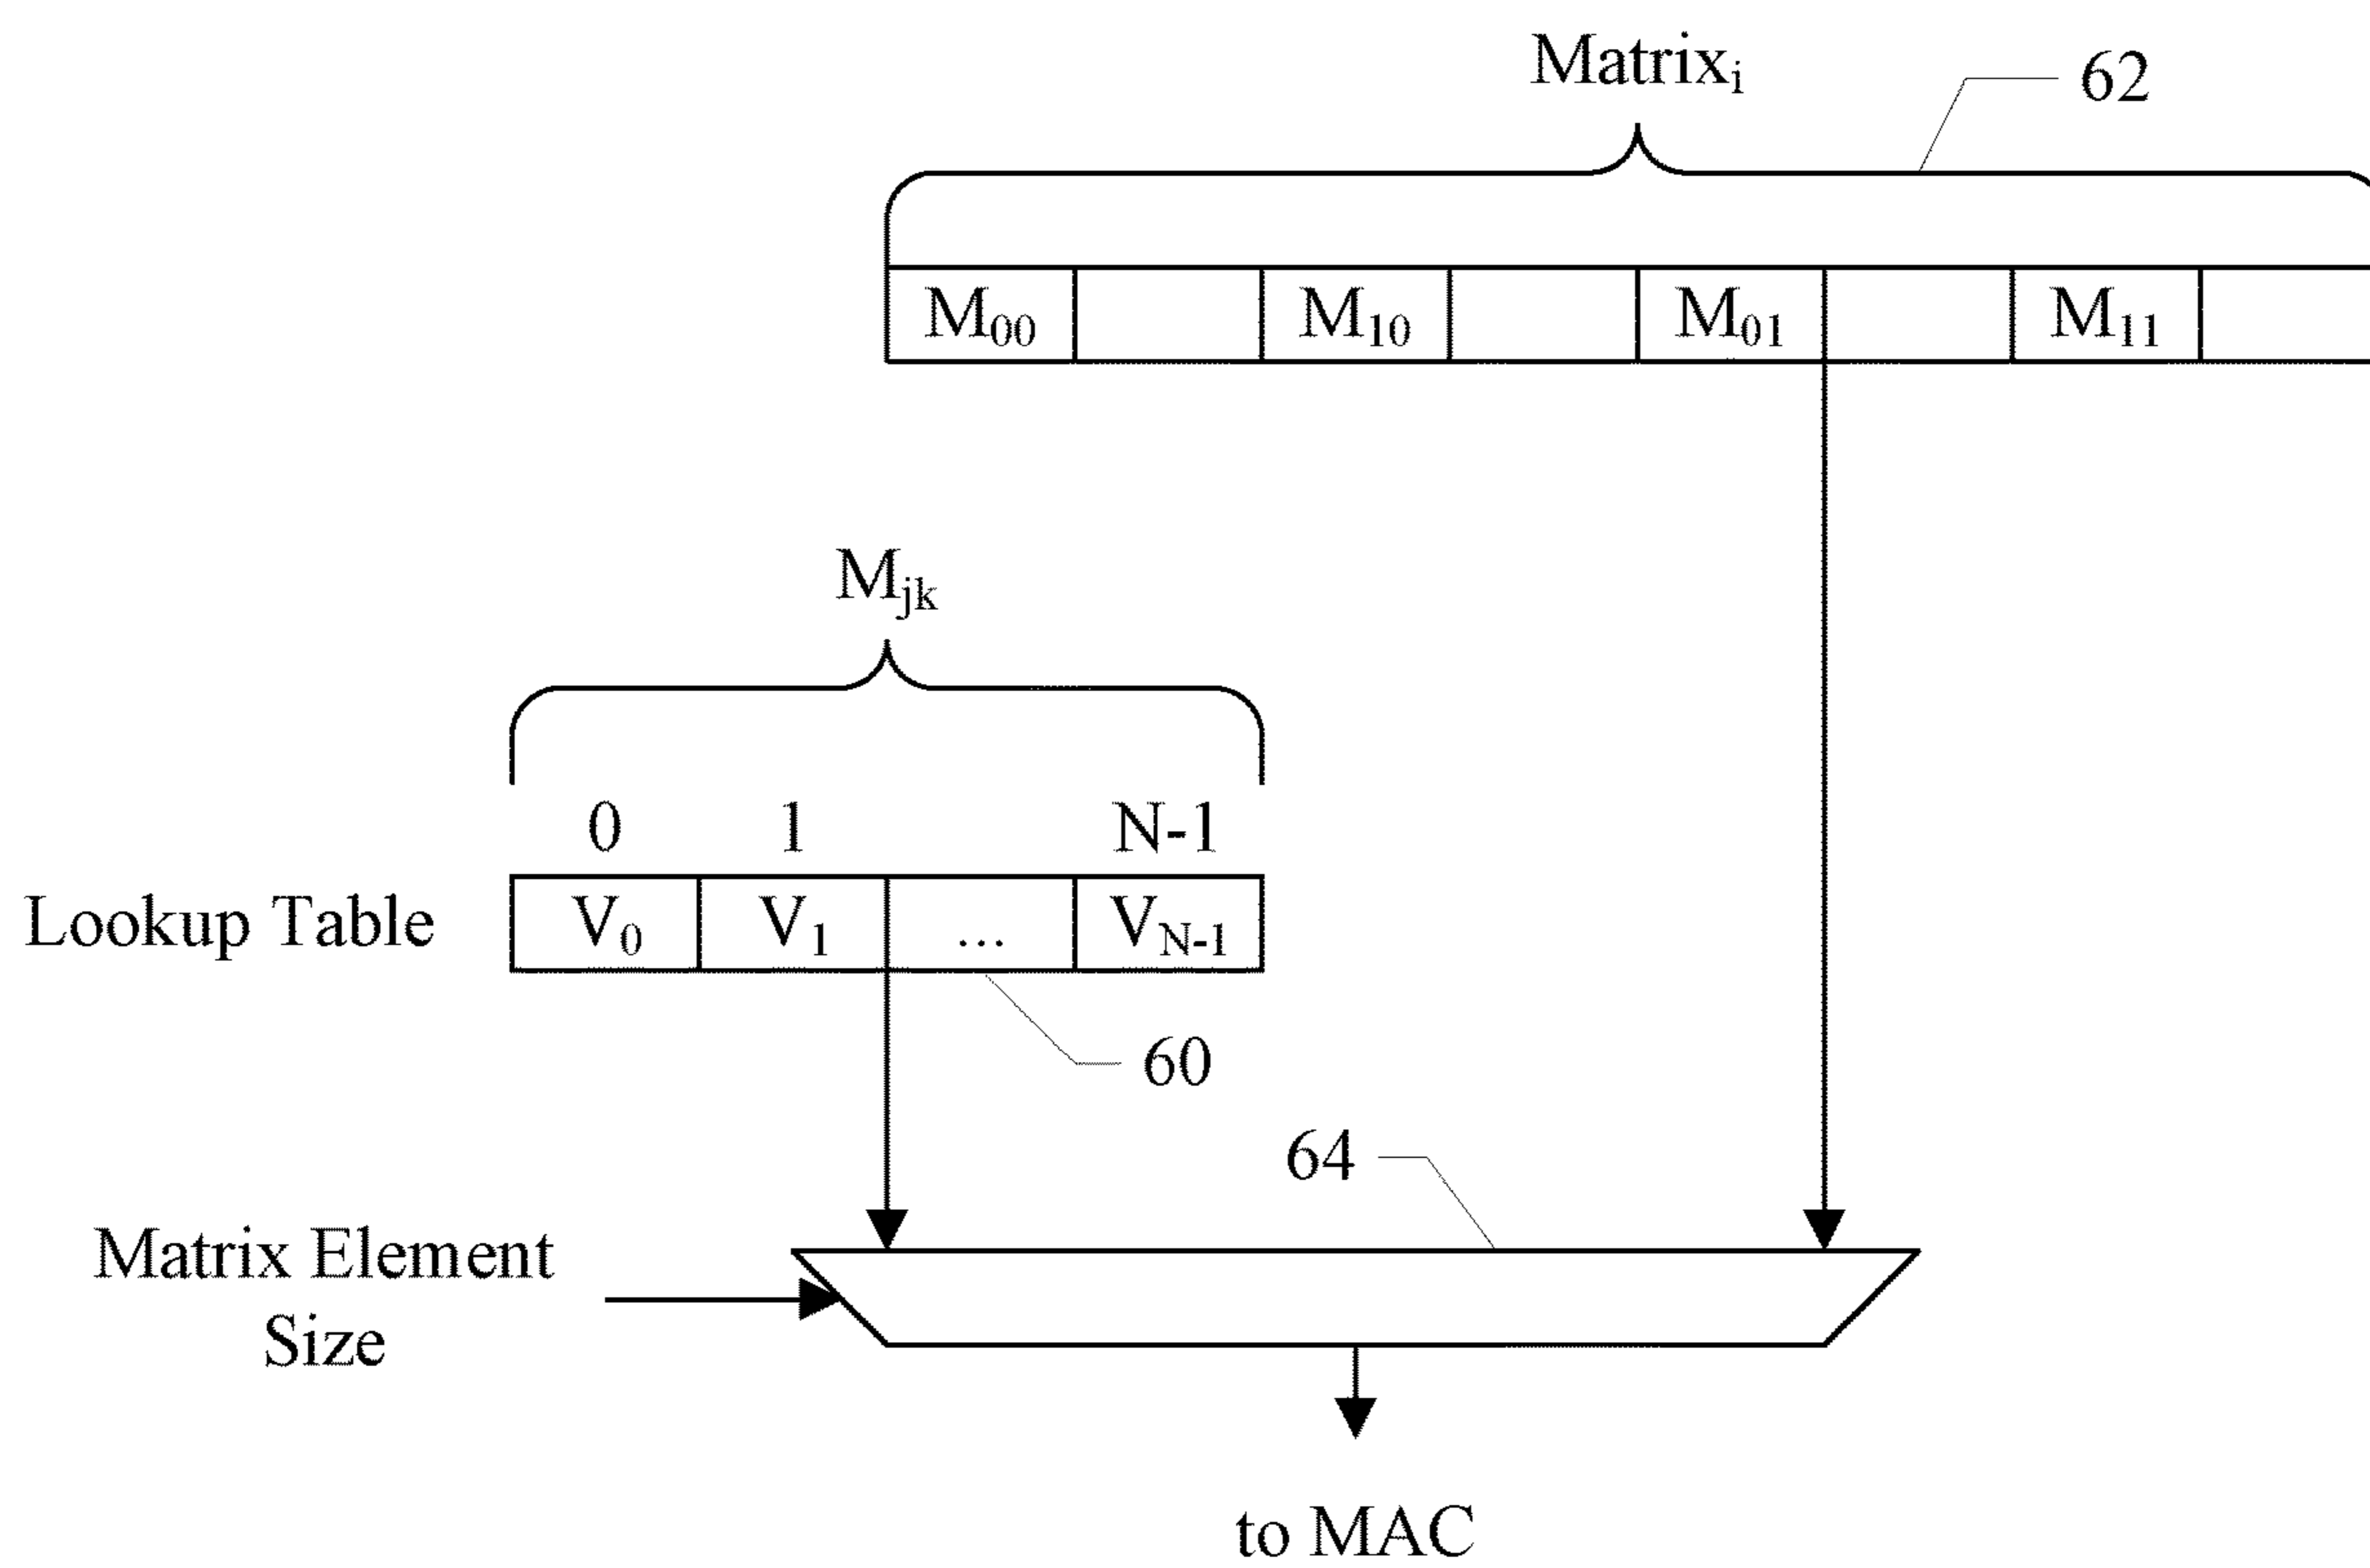 Matrixᵢ
62
M₀₀ M₁₀ M₀₁ M₁₁
Mⱼₖ
0 1 N-1
Lookup Table V₀ V₁ ... V_N-1
60
64
Matrix Element
Size
to MAC